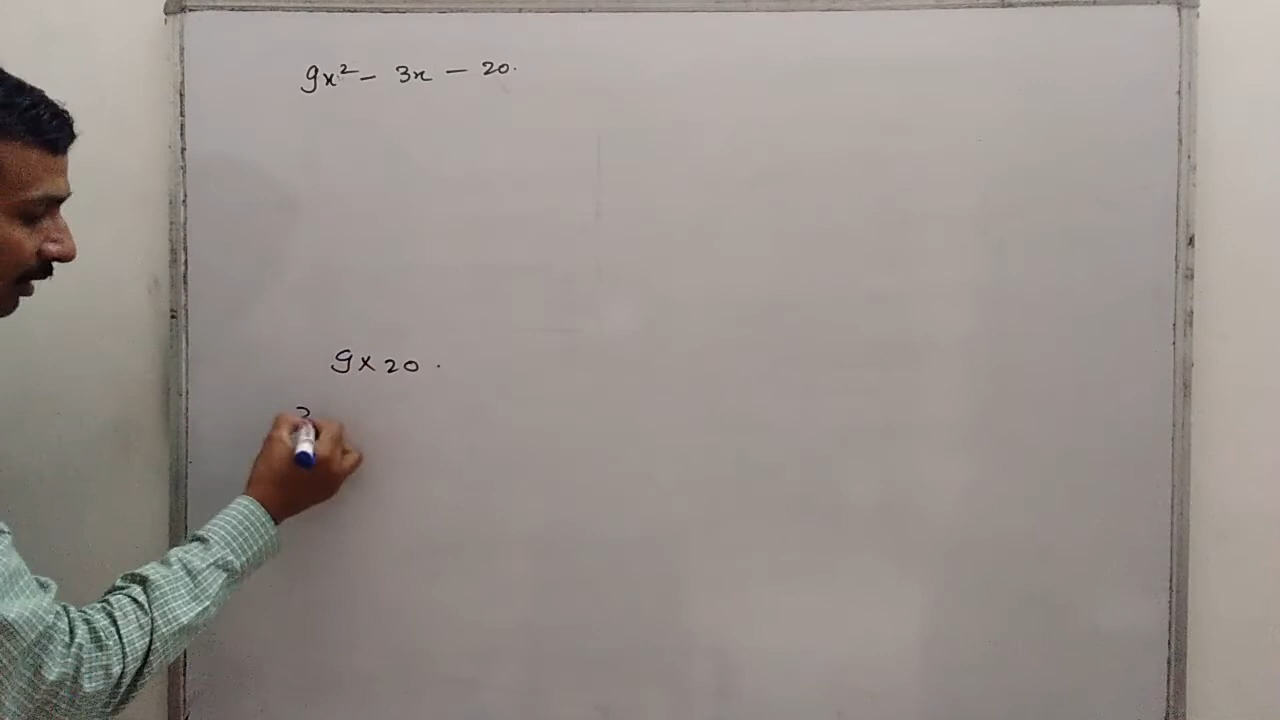 9x² - 3x - 20.
9 x 20 .